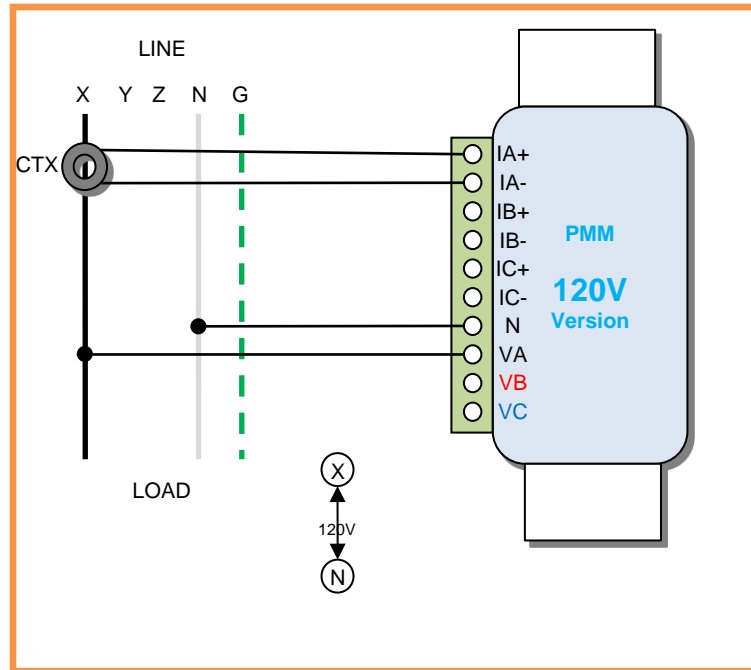 LINE
X Y Z N G
CTX
IA+
IA-
IB+
IB-
IC+
IC-
N
VA
VB
VC
PMM
120V
Version
LOAD
X
120V
N